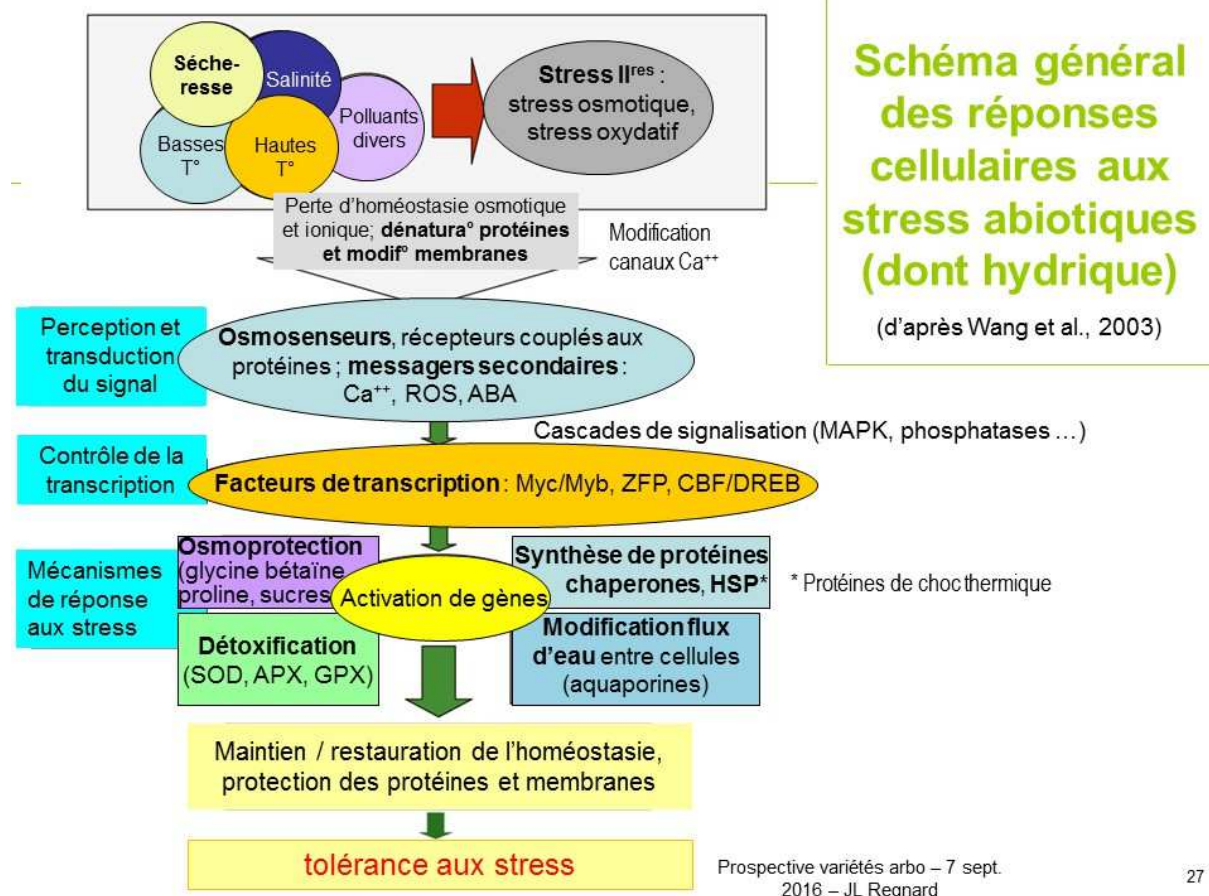 Schéma général
des réponses
cellulaires aux
stress abiotiques
(dont hydrique)
(d'après Wang et al., 2003)
Séche-
resse
Salinité
Polluants
divers
Basses
T°
Hautes
T°
Stress II^res :
stress osmotique,
stress oxydatif
Perte d'homéostasie osmotique
et ionique; dénatura° protéines
et modif° membranes
Modification
canaux Ca++
Perception et
transduction
du signal
Osmosenseurs, récepteurs couplés aux
protéines ; messagers secondaires :
Ca++, ROS, ABA
Cascades de signalisation (MAPK, phosphatases ...)
Contrôle de la
transcription
Facteurs de transcription : Myc/Myb, ZFP, CBF/DREB
Mécanismes
de réponse
aux stress
Osmoprotection
(glycine bétaïne
proline, sucres
Activation de gènes
Synthèse de protéines
chaperones, HSP*
* Protéines de choc thermique
Détoxification
(SOD, APX, GPX)
Modification flux
d'eau entre cellules
(aquaporines)
Maintien / restauration de l'homéostasie,
protection des protéines et membranes
tolérance aux stress
Prospective variétés arbo – 7 sept.
2016 – JL Regnard
27